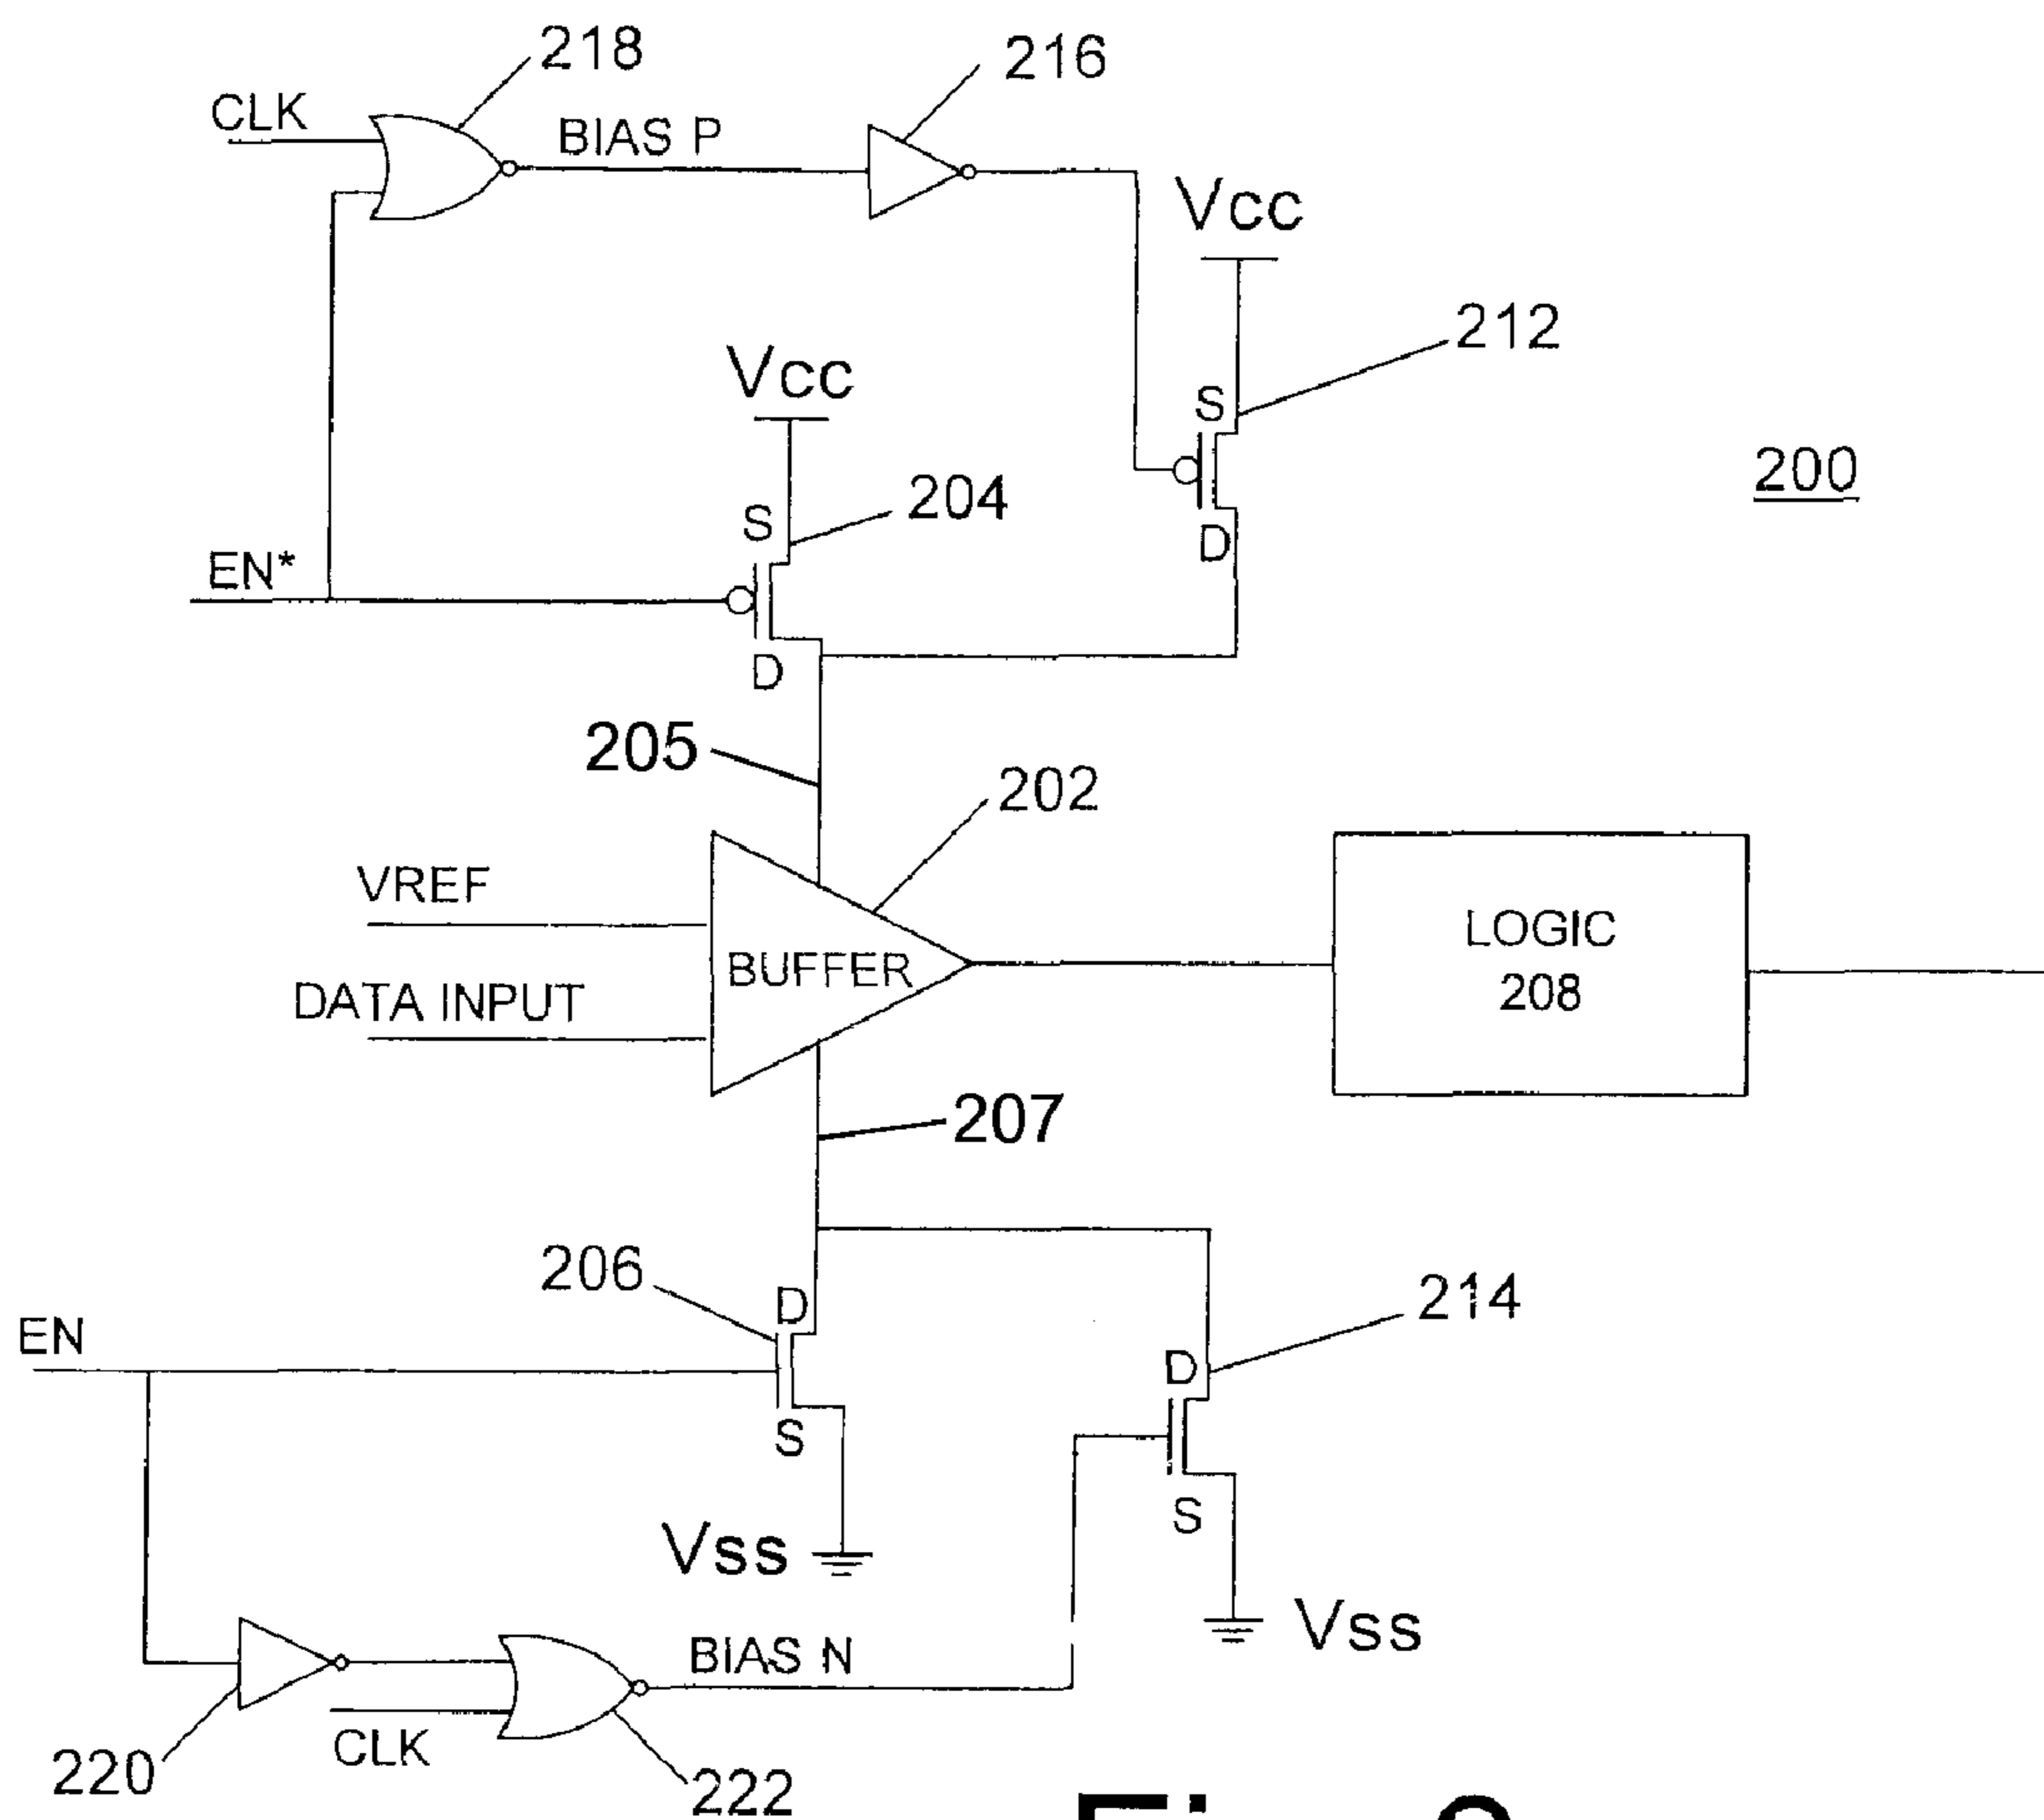 218
216
CLK
BIAS P
Vcc
212
Vcc
S
204
200
S
EN*
D
D
205
202
VREF
LOGIC
208
BUFFER
DATA INPUT
207
206
D
214
EN
D
S
S
Vss
Vss
BIAS N
CLK
220
222